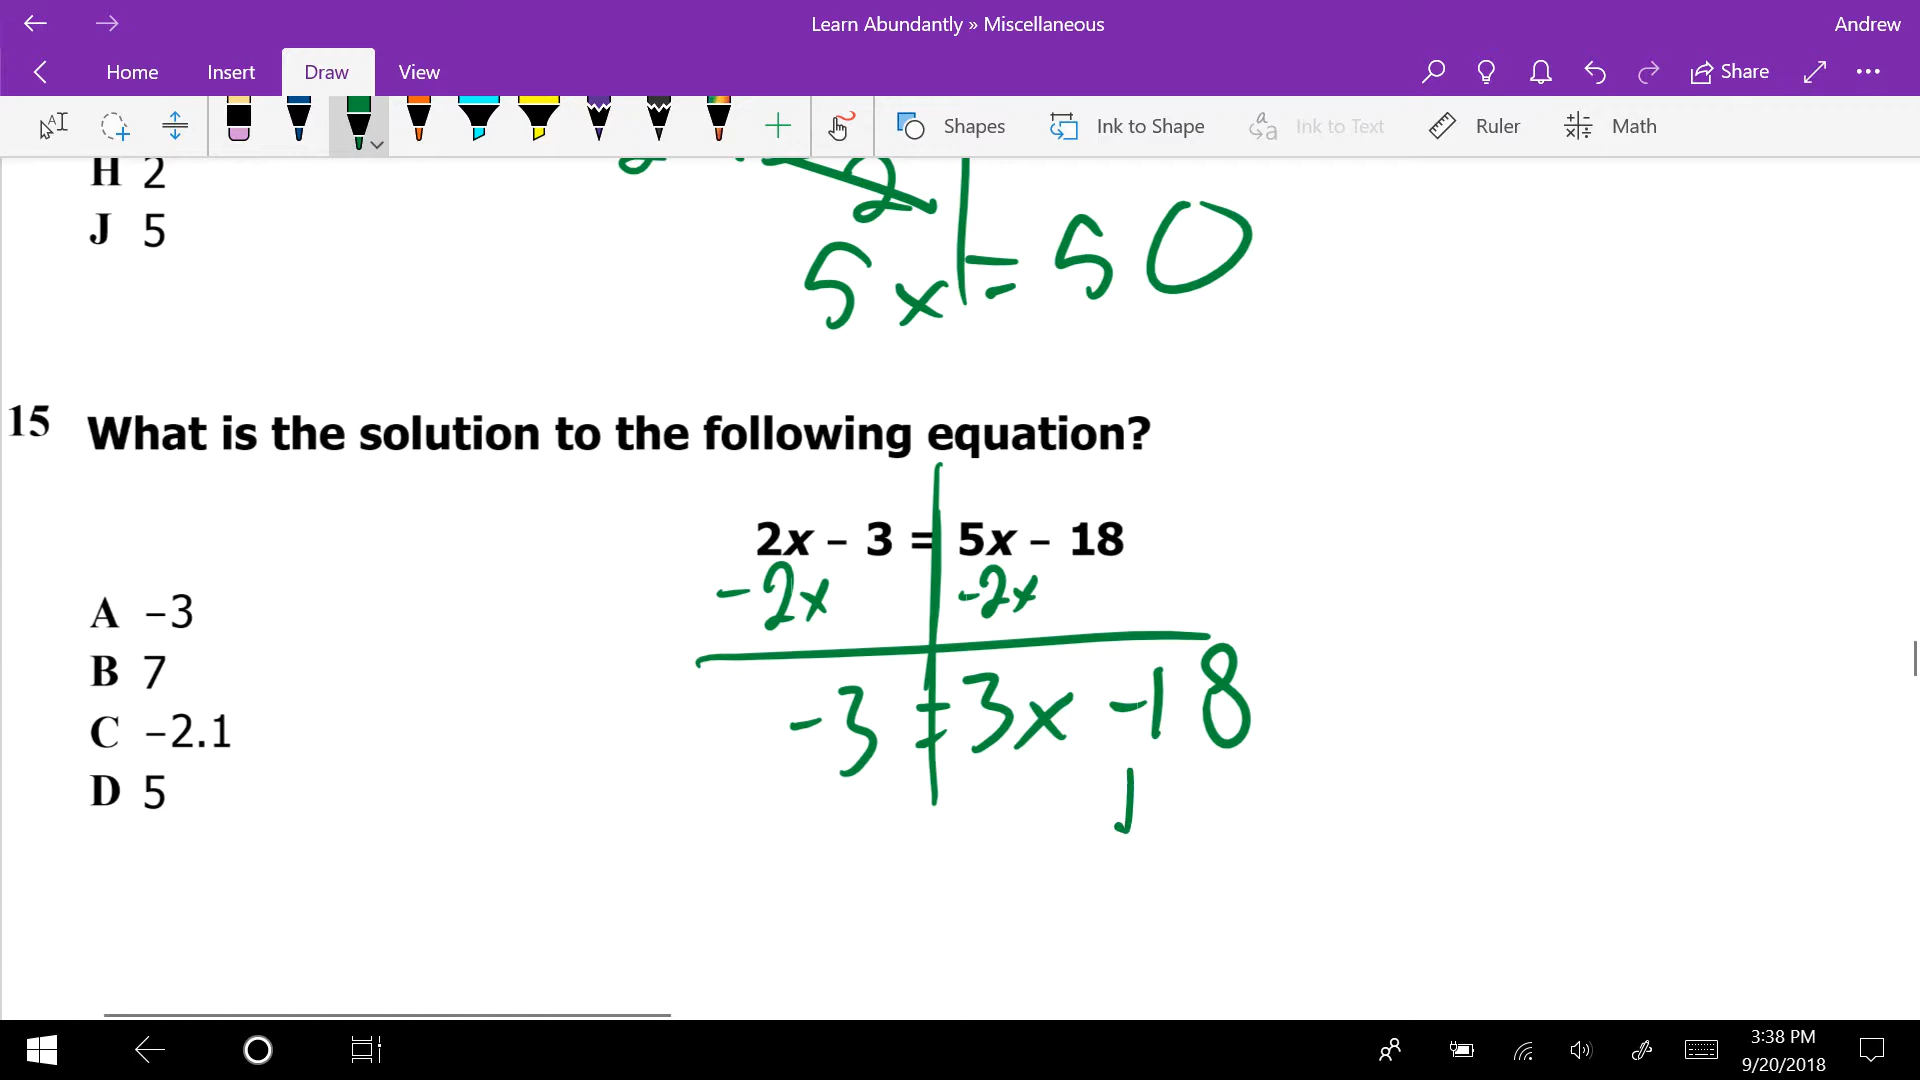 Learn Abundantly » Miscellaneous
Andrew
Home Insert Draw View
Share
Shapes Ink to Shape Ink to Text Ruler Math
H 2
J 5
2
5x = 50
15 What is the solution to the following equation?
2x – 3 = 5x – 18
-2x -2x
-3 = 3x -18
A –3
B 7
C –2.1
D 5
3:38 PM
9/20/2018